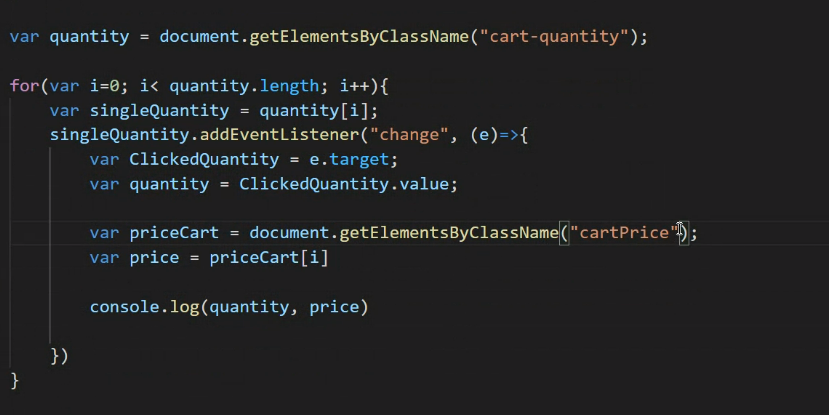 var quantity = document.getElementsByClassName("cart-quantity");
for(var i=0; i< quantity.length; i++){
var singleQuantity = quantity[i];
singleQuantity.addEventListener("change", (e)=>{
var ClickedQuantity = e.target;
var quantity = ClickedQuantity.value;
var priceCart = document.getElementsByClassName("cartPrice");
var price = priceCart[i]
console.log(quantity, price)
})
}